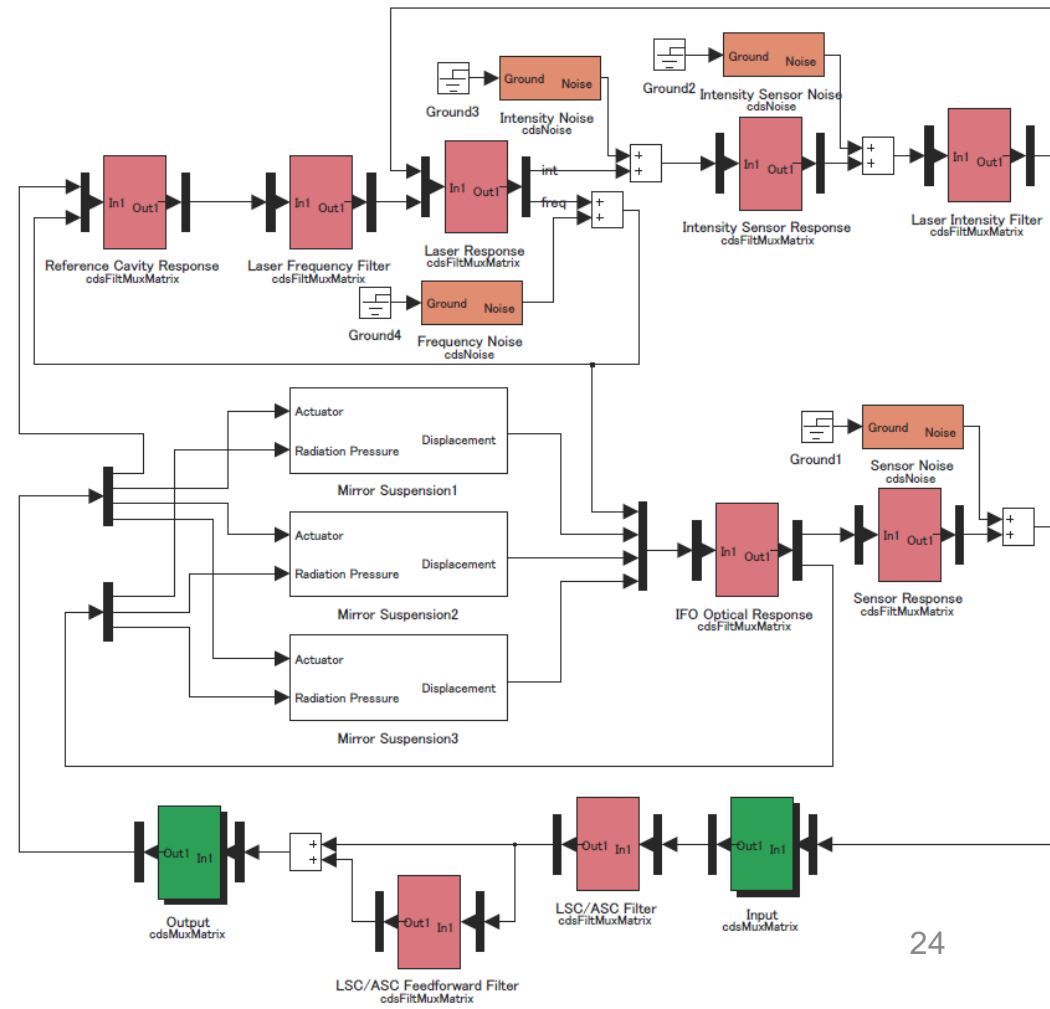 Ground3
Ground Noise
Intensity Noise
cdsNoise
Ground2
Ground Noise
Intensity Sensor Noise
cdsNoise
+
+
+
+
In1 Out1
Reference Cavity Response
cdsFiltMuxMatrix
In1 Out1
Laser Frequency Filter
cdsFiltMuxMatrix
In1 Out1
int
freq
Laser Response
cdsFiltMuxMatrix
+
+
In1 Out1
Intensity Sensor Response
cdsFiltMuxMatrix
In1 Out1
Laser Intensity Filter
cdsFiltMuxMatrix
Ground4
Ground Noise
Frequency Noise
cdsNoise
Actuator
Radiation Pressure
Displacement
Mirror Suspension1
Actuator
Radiation Pressure
Displacement
Mirror Suspension2
Actuator
Radiation Pressure
Displacement
Mirror Suspension3
Ground1
Ground Noise
Sensor Noise
cdsNoise
In1 Out1
IFO Optical Response
cdsFiltMuxMatrix
In1 Out1
Sensor Response
cdsFiltMuxMatrix
+
+
Out1 In1
Output
cdsMuxMatrix
+
+
Out1 In1
LSC/ASC Feedforward Filter
cdsFiltMuxMatrix
Out1 In1
LSC/ASC Filter
cdsFiltMuxMatrix
Out1 In1
Input
cdsMuxMatrix
24